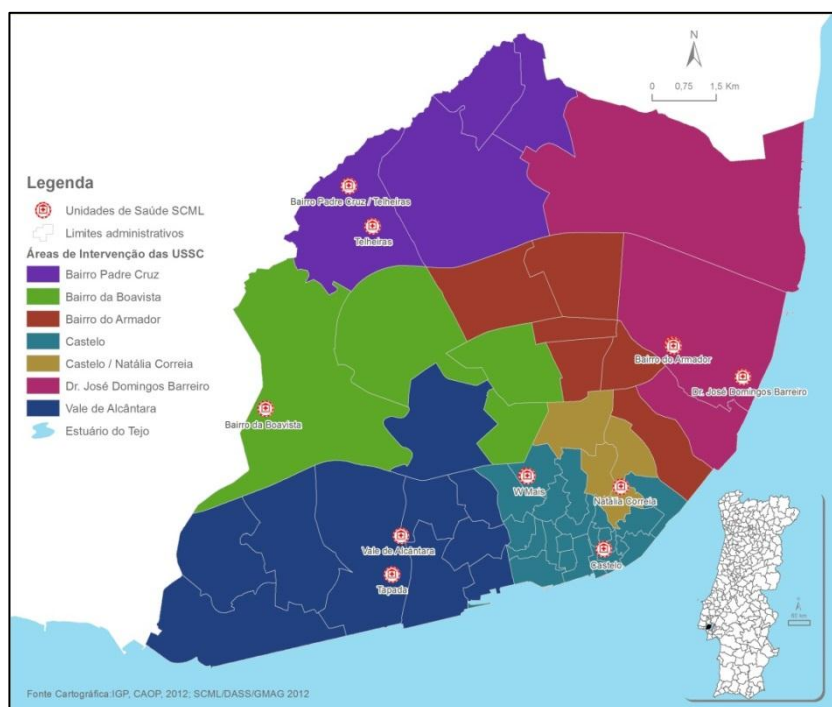 N
0 0,75 1,5 Km
Legenda
Unidades de Saúde SCML
Limites administrativos
Áreas de Intervenção das USSC
Bairro Padre Cruz
Bairro da Boavista
Bairro do Armador
Castelo
Castelo / Natália Correia
Dr. José Domingos Barreiro
Vale de Alcântara
Estuário do Tejo
Bairro Padre Cruz / Telheiras
Telheiras
Bairro do Armador
Dr. José Domingos Barreiro
Bairro da Boavista
W Mais
Natália Correia
Vale de Alcântara
Castelo
Tapada
Fonte Cartográfica:IGP, CAOP, 2012; SCML/DASS/GMAG 2012